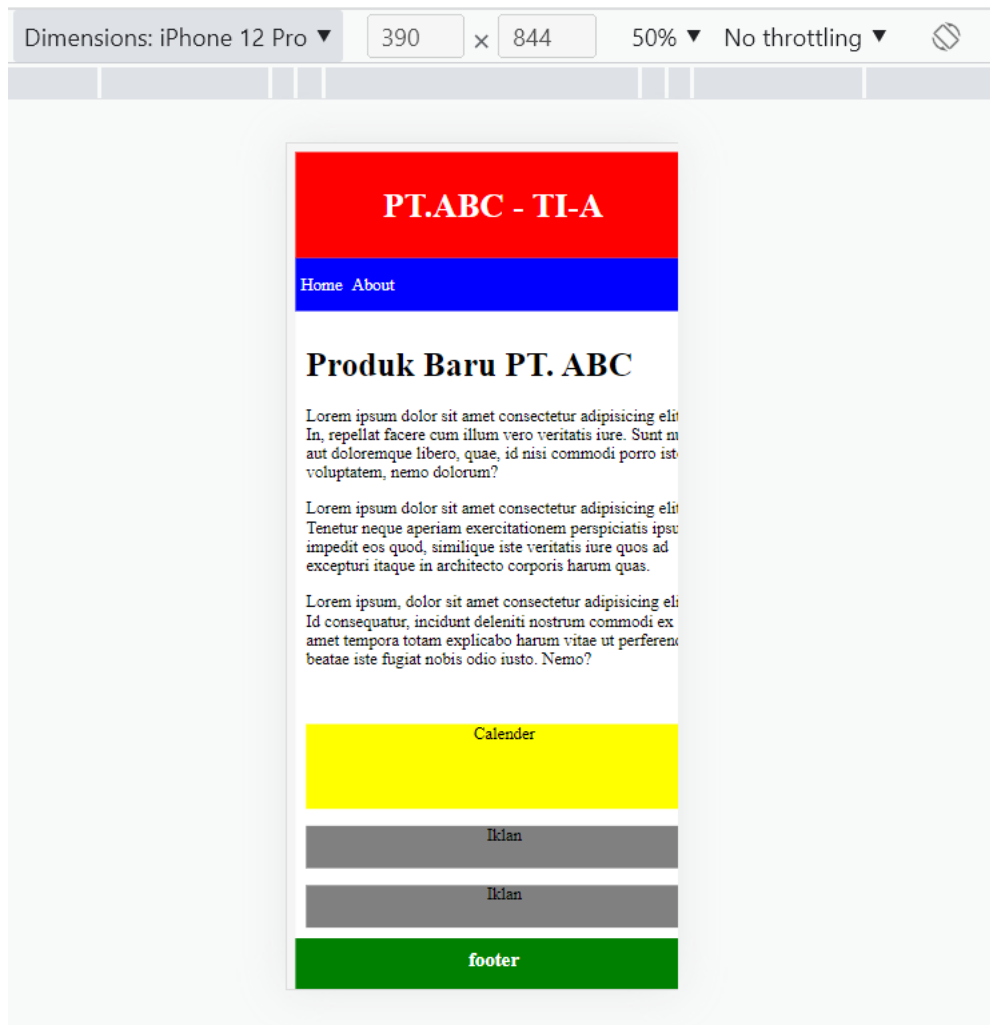 Dimensions: iPhone 12 Pro ▼ 390 × 844 50% ▼ No throttling ▼
PT.ABC - TI-A
Home About
Produk Baru PT. ABC
Lorem ipsum dolor sit amet consectetur adipisicing elit
In, repellat facere cum illum vero veritatis iure. Sunt
aut doloremque libero, quae, id nisi commodi porro
voluptatem, nemo dolorum?
Lorem ipsum dolor sit amet consectetur adipisicing elit
Tenetur neque aperiam exercitationem perspiciatis
impedit eos quod, similique iste veritatis iure quos ad
excepturi itaque in architecto corporis harum quas.
Lorem ipsum, dolor sit amet consectetur adipisicing
Id consequatur, incidunt deleniti nostrum commodi ex
amet tempora totam explicabo harum vitae ut
beatae iste fugiat nobis odio iusto. Nemo?
Calender
Iklan
Iklan
footer